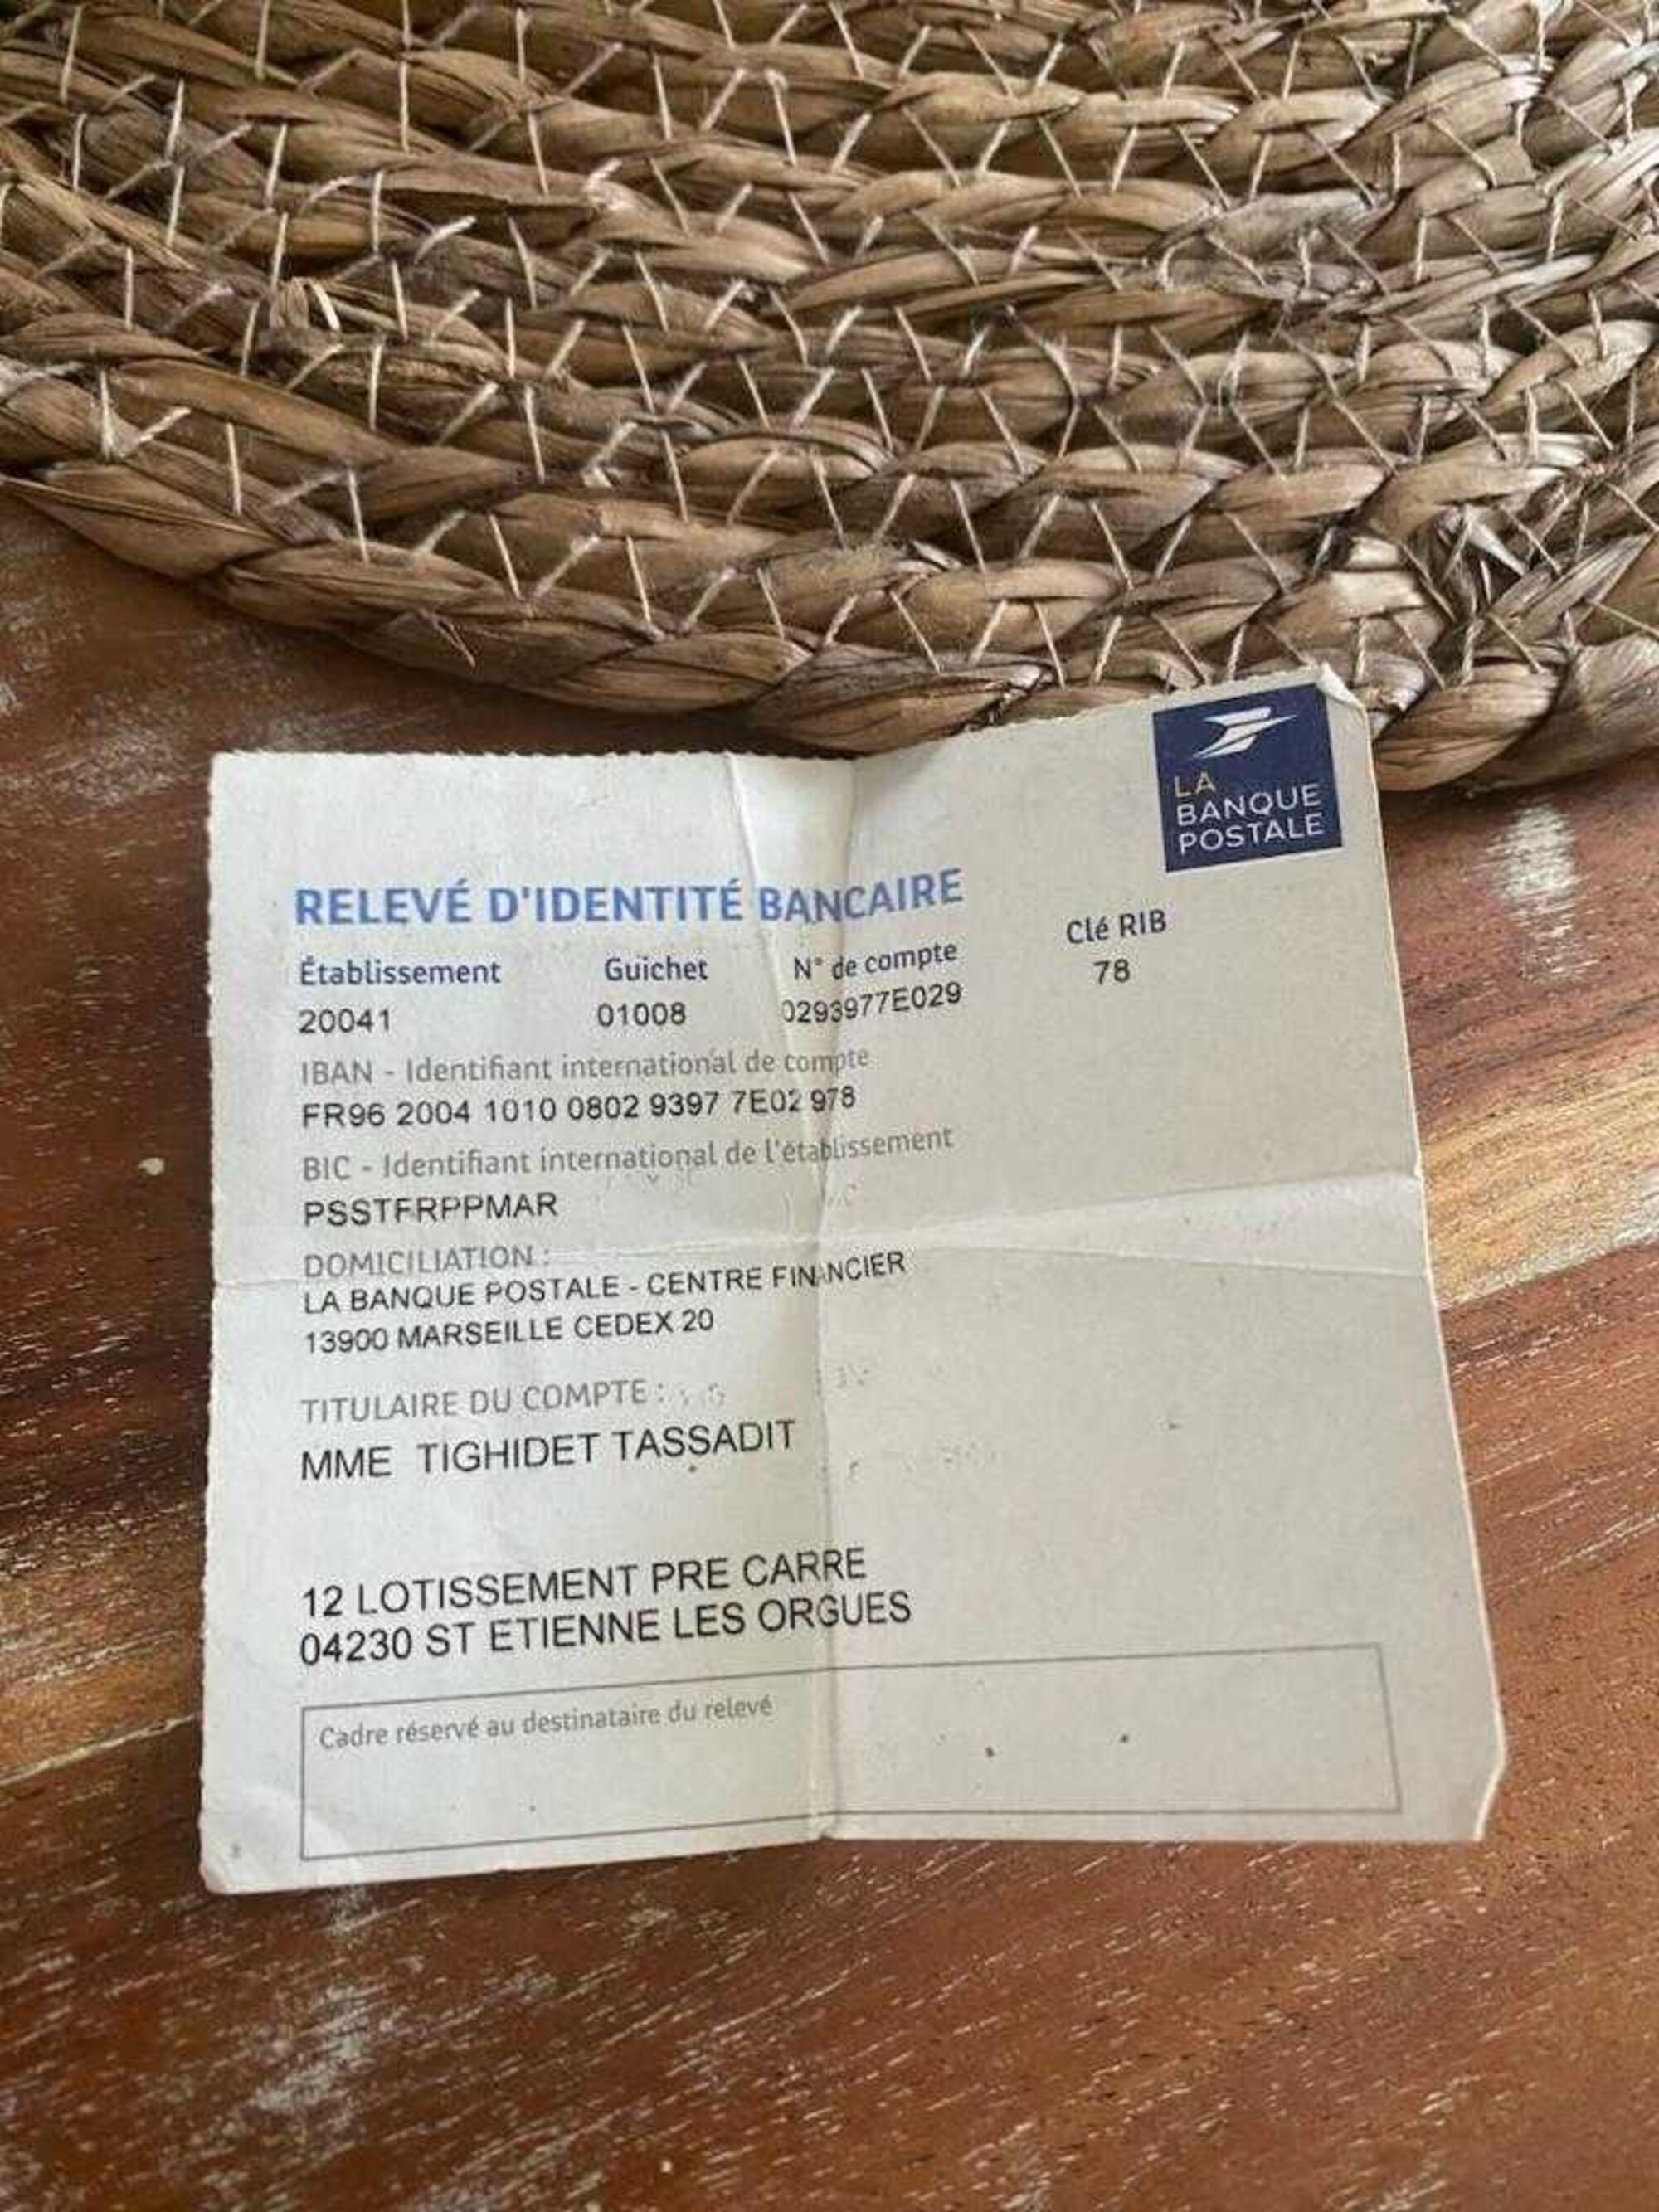 LA
BANQUE
POSTALE
RELEVÉ D'IDENTITÉ BANCAIRE
Établissement Guichet N° de compte Clé RIB
20041 01008 0293977E029 78
IBAN - Identifiant international de compte
FR96 2004 1010 0802 9397 7E02 978
BIC - Identifiant international de l'établissement
PSSTFRPPMAR
DOMICILIATION :
LA BANQUE POSTALE - CENTRE FINANCIER
13900 MARSEILLE CEDEX 20
TITULAIRE DU COMPTE :
MME TIGHIDET TASSADIT
12 LOTISSEMENT PRE CARRE
04230 ST ETIENNE LES ORGUES
Cadre réservé au destinataire du relevé